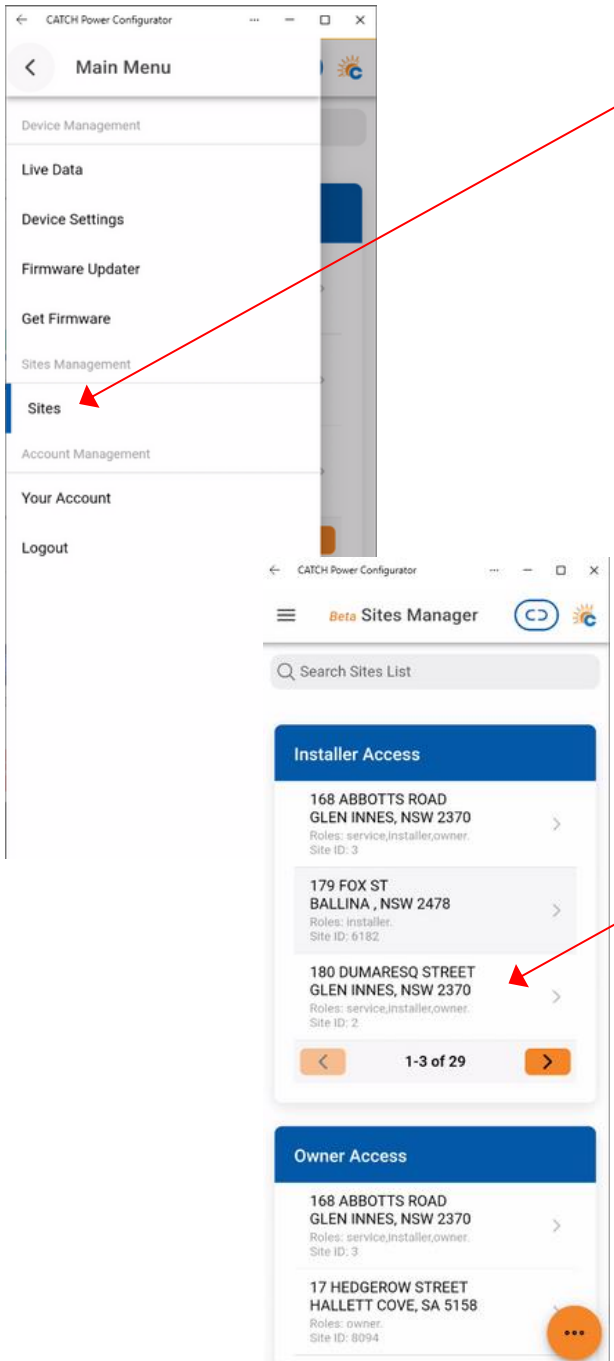 CATCH Power Configurator
Main Menu
Device Management
Live Data
Device Settings
Firmware Updater
Get Firmware
Sites Management
Sites
Account Management
Your Account
Logout
CATCH Power Configurator
Beta Sites Manager
Search Sites List
Installer Access
168 ABBOTTS ROAD
GLEN INNES, NSW 2370
Roles: service,installer,owner.
Site ID: 3
179 FOX ST
BALLINA , NSW 2478
Roles: installer.
Site ID: 6182
180 DUMARESQ STREET
GLEN INNES, NSW 2370
Roles: service,installer,owner.
Site ID: 2
1-3 of 29
Owner Access
168 ABBOTTS ROAD
GLEN INNES, NSW 2370
Roles: service,installer,owner.
Site ID: 3
17 HEDGEROW STREET
HALLETT COVE, SA 5158
Roles: owner.
Site ID: 8094